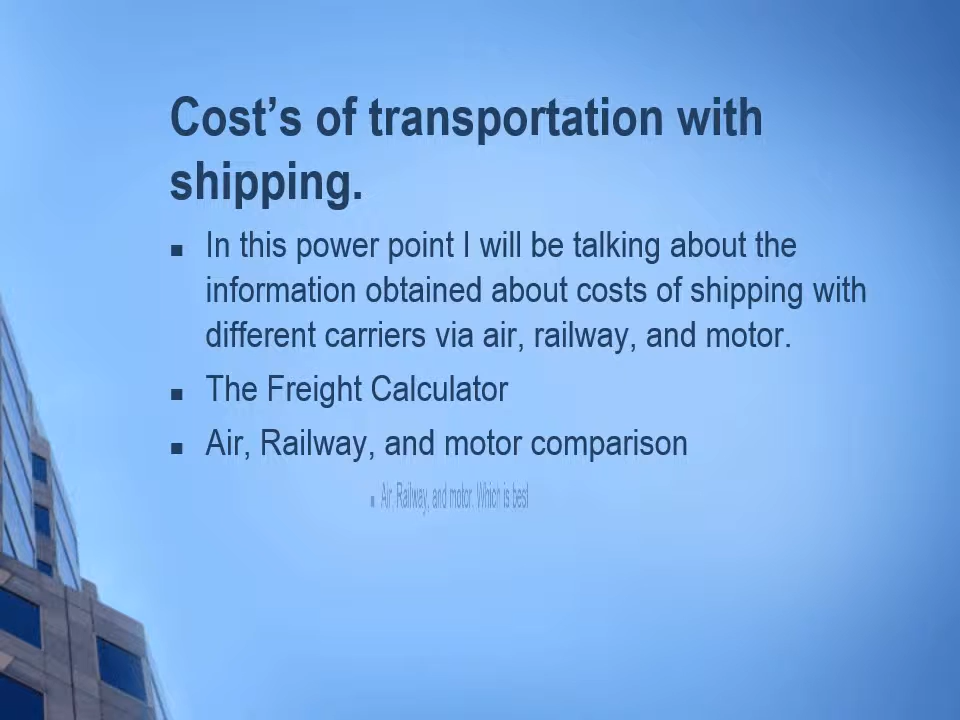 Cost’s of transportation with
shipping.
In this power point I will be talking about the
information obtained about costs of shipping with
different carriers via air, railway, and motor.
The Freight Calculator
Air, Railway, and motor comparison
Air, Railway, and motor. Which is best